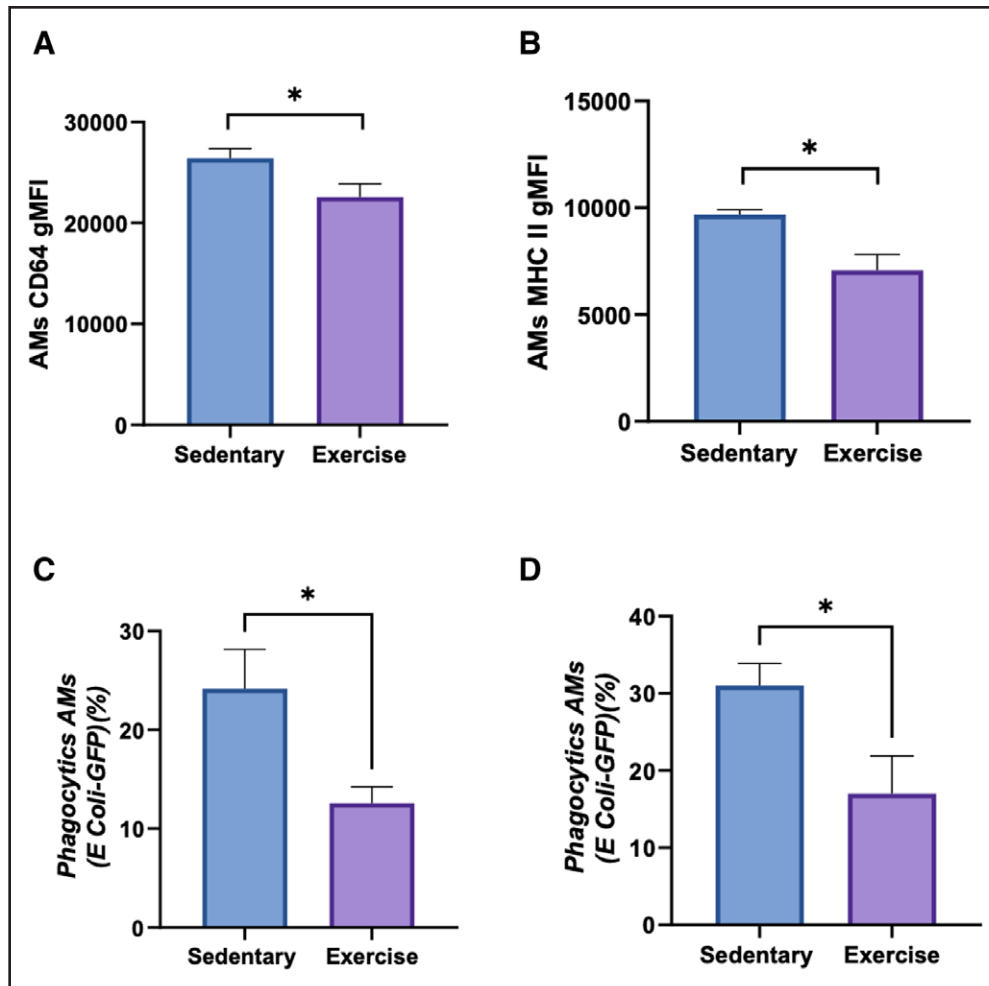 A
*
AMs CD64 gMFI
30000
20000
10000
0
Sedentary Exercise
B
*
AMs MHC II gMFI
15000
10000
5000
0
Sedentary Exercise
C
*
Phagocytics AMs
(E Coli-GFP)(%)
30
20
10
0
Sedentary Exercise
D
*
Phagocytics AMs
(E Coli-GFP)(%)
40
30
20
10
0
Sedentary Exercise